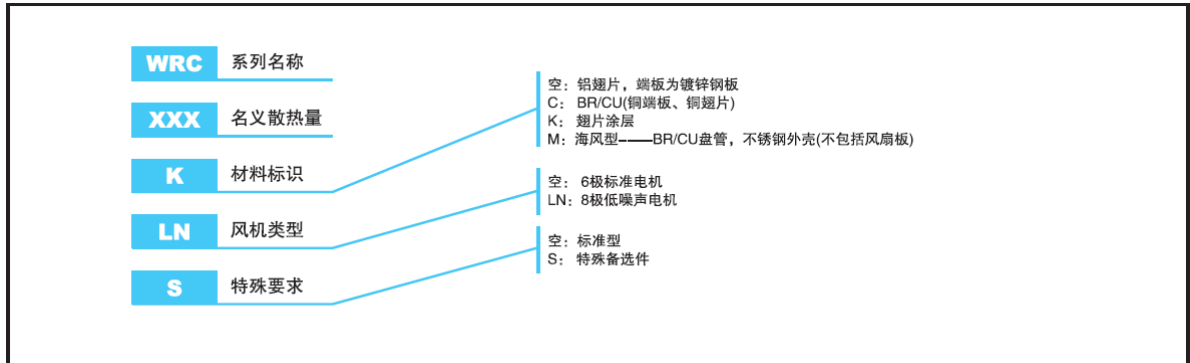 WRC 系列名称
XXX 名义散热量
K 材料标识
LN 风机类型
S 特殊要求
空：铝翅片，端板为镀锌钢板
C： BR/CU(铜端板、铜翅片)
K： 翅片涂层
M：海风型——BR/CU盘管，不锈钢外壳(不包括风扇板)
空： 6极标准电机
LN：8极低噪声电机
空：标准型
S： 特殊备选件